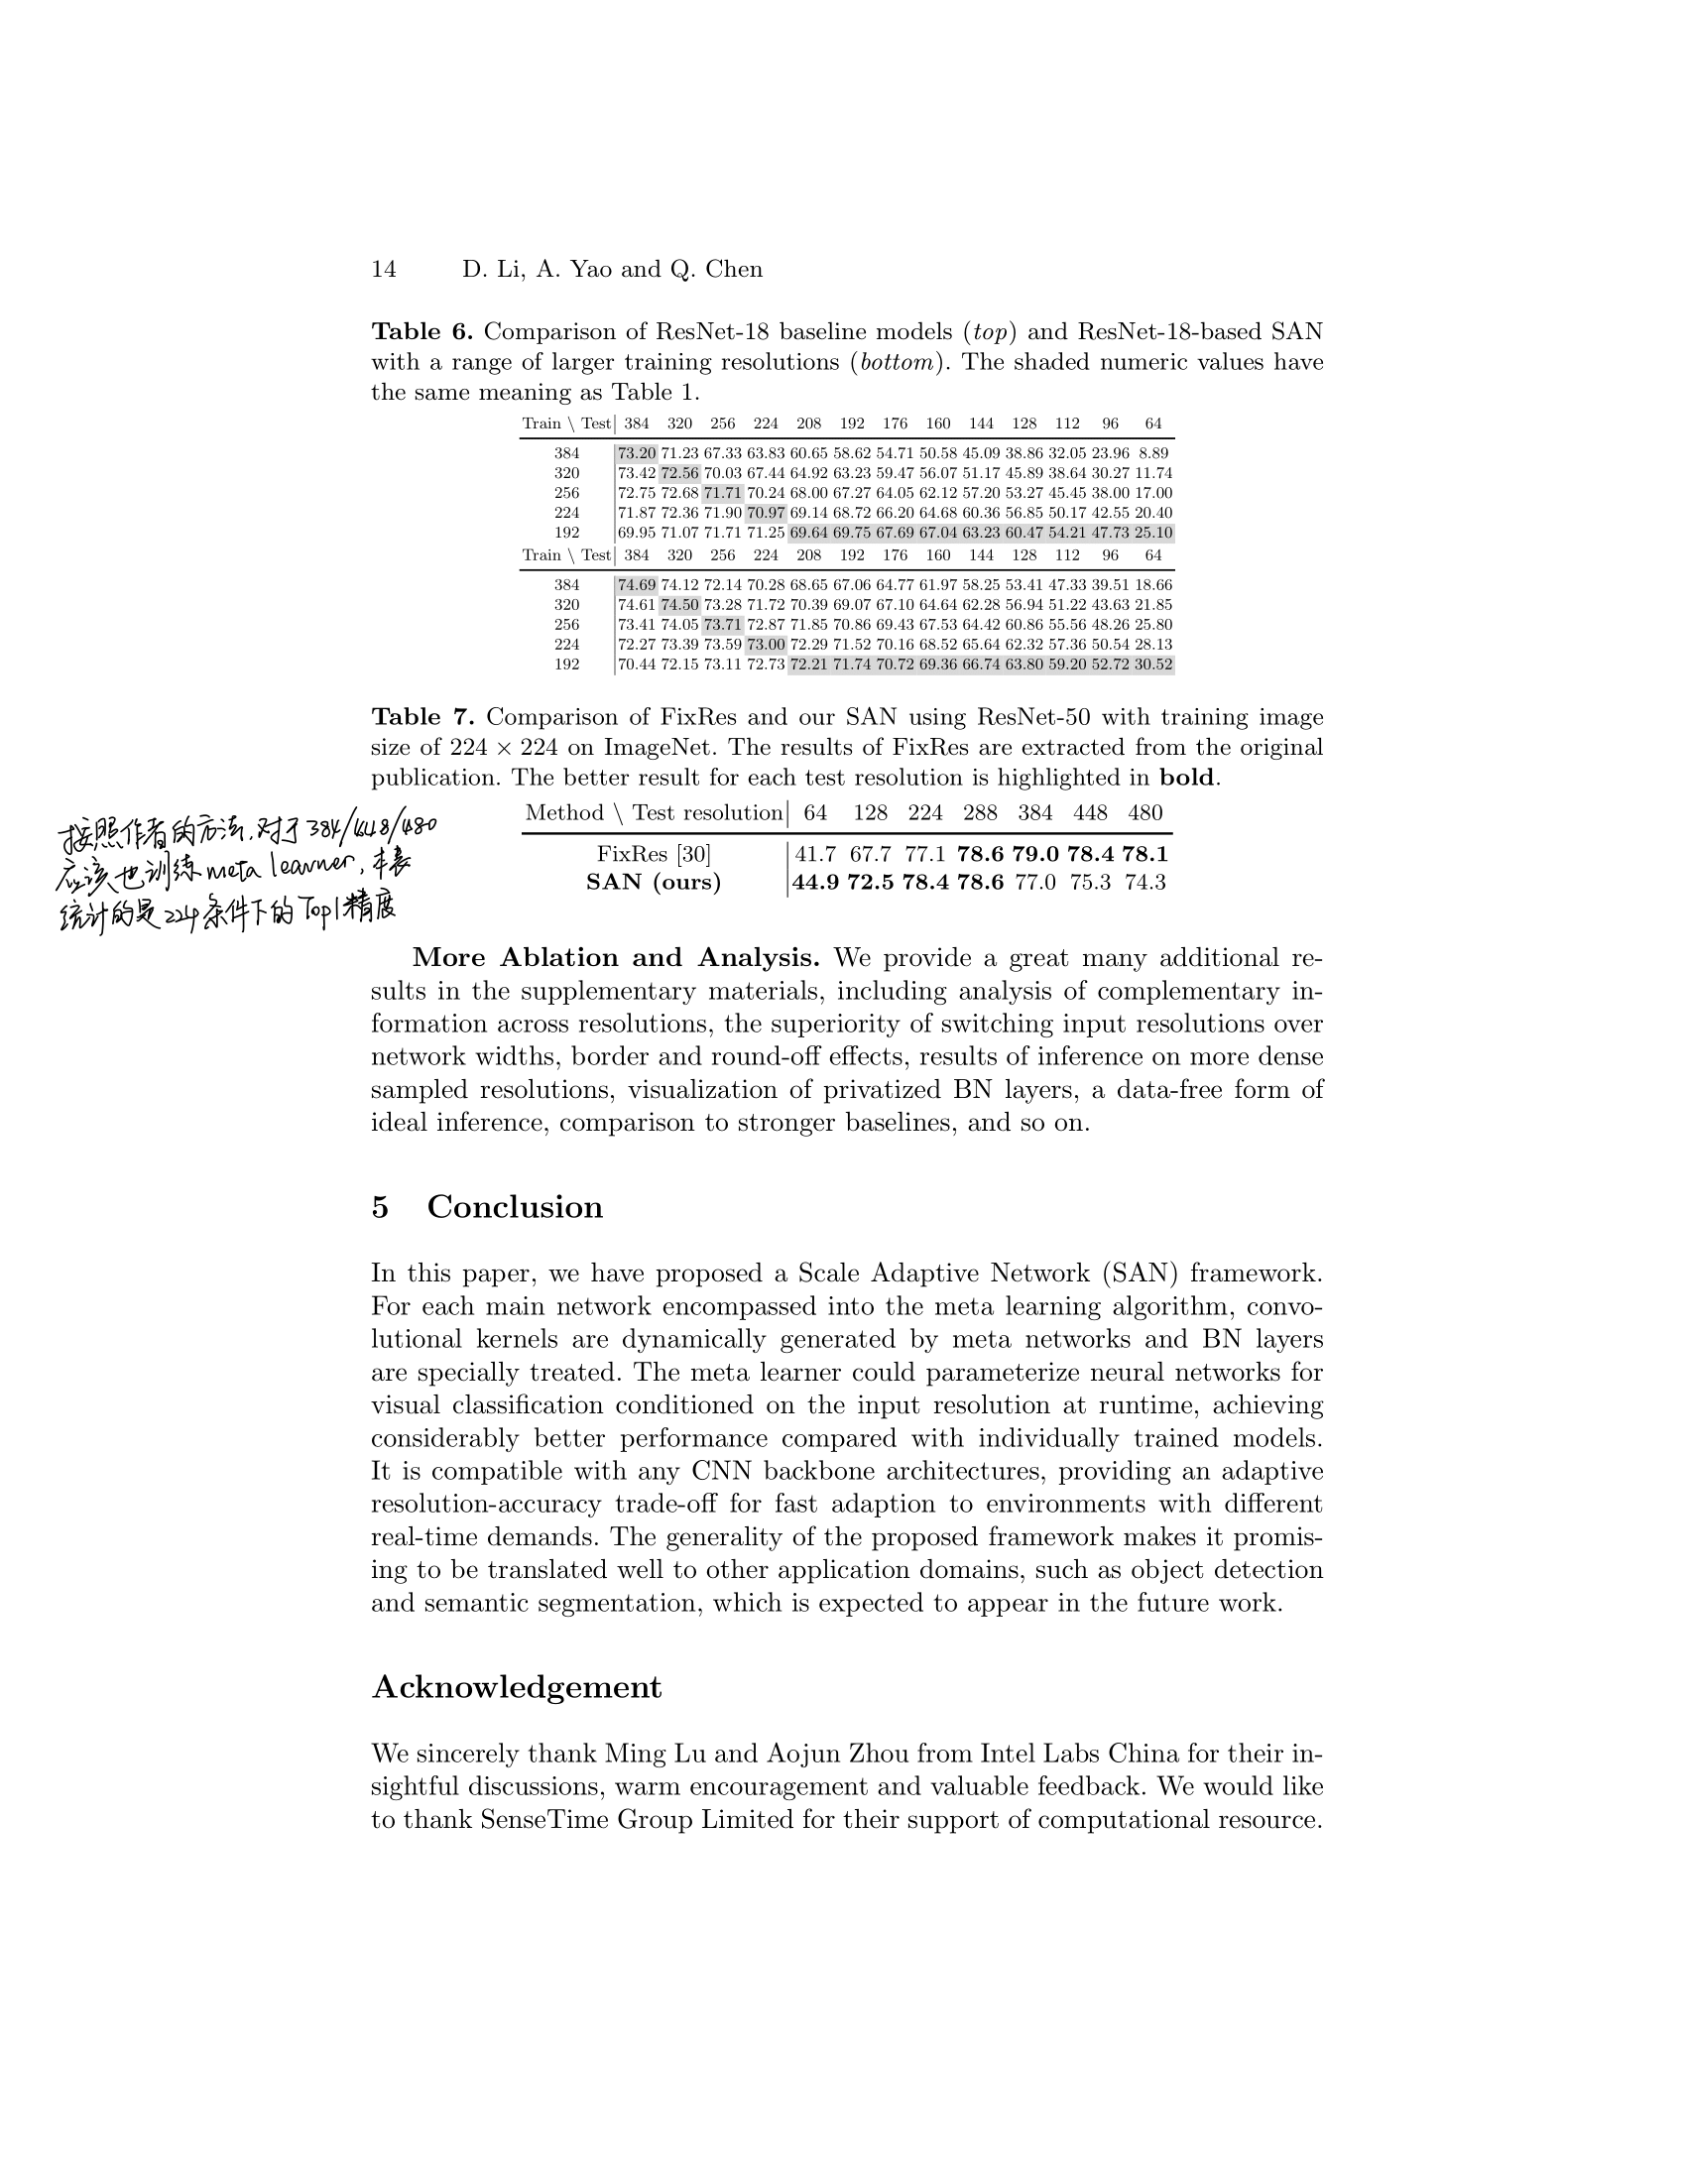 14 D. Li, A. Yao and Q. Chen
Table 6. Comparison of ResNet-18 baseline models (top) and ResNet-18-based SAN
with a range of larger training resolutions (bottom). The shaded numeric values have
the same meaning as Table 1.
Train \ Test 384 320 256 224 208 192 176 160 144 128 112 96 64
384 73.20 71.23 67.33 63.83 60.65 58.62 54.71 50.58 45.09 38.86 32.05 23.96 8.89
320 73.42 72.56 70.03 67.44 64.92 63.23 59.47 56.07 51.17 45.89 38.64 30.27 11.74
256 72.75 72.68 71.71 70.24 68.00 67.27 64.05 62.12 57.20 53.27 45.45 38.00 17.00
224 71.87 72.36 71.90 70.97 69.14 68.72 66.20 64.68 60.36 56.85 50.17 42.55 20.40
192 69.95 71.07 71.71 71.25 69.64 69.75 67.69 67.04 63.23 60.47 54.21 47.73 25.10
Train \ Test 384 320 256 224 208 192 176 160 144 128 112 96 64
384 74.69 74.12 72.14 70.28 68.65 67.06 64.77 61.97 58.25 53.41 47.33 39.51 18.66
320 74.61 74.50 73.28 71.72 70.39 69.07 67.10 64.64 62.28 56.94 51.22 43.63 21.85
256 73.41 74.05 73.71 72.87 71.85 70.86 69.43 67.53 64.42 60.86 55.56 48.26 25.80
224 72.27 73.39 73.59 73.00 72.29 71.52 70.16 68.52 65.64 62.32 57.36 50.54 28.13
192 70.44 72.15 73.11 72.73 72.21 71.74 70.72 69.36 66.74 63.80 59.20 52.72 30.52
Table 7. Comparison of FixRes and our SAN using ResNet-50 with training image
size of 224 × 224 on ImageNet. The results of FixRes are extracted from the original
publication. The better result for each test resolution is highlighted in bold.
Method \ Test resolution 64 128 224 288 384 448 480
FixRes [30] 41.7 67.7 77.1 78.6 79.0 78.4 78.1
SAN (ours) 44.9 72.5 78.4 78.6 77.0 75.3 74.3
按照作者的方法,对于384/448/480
应该也训练meta learner,本表
统计的是224条件下的Top1精度
More Ablation and Analysis. We provide a great many additional re-
sults in the supplementary materials, including analysis of complementary in-
formation across resolutions, the superiority of switching input resolutions over
network widths, border and round-off effects, results of inference on more dense
sampled resolutions, visualization of privatized BN layers, a data-free form of
ideal inference, comparison to stronger baselines, and so on.
5 Conclusion
In this paper, we have proposed a Scale Adaptive Network (SAN) framework.
For each main network encompassed into the meta learning algorithm, convo-
lutional kernels are dynamically generated by meta networks and BN layers
are specially treated. The meta learner could parameterize neural networks for
visual classification conditioned on the input resolution at runtime, achieving
considerably better performance compared with individually trained models.
It is compatible with any CNN backbone architectures, providing an adaptive
resolution-accuracy trade-off for fast adaption to environments with different
real-time demands. The generality of the proposed framework makes it promis-
ing to be translated well to other application domains, such as object detection
and semantic segmentation, which is expected to appear in the future work.
Acknowledgement
We sincerely thank Ming Lu and Aojun Zhou from Intel Labs China for their in-
sightful discussions, warm encouragement and valuable feedback. We would like
to thank SenseTime Group Limited for their support of computational resource.